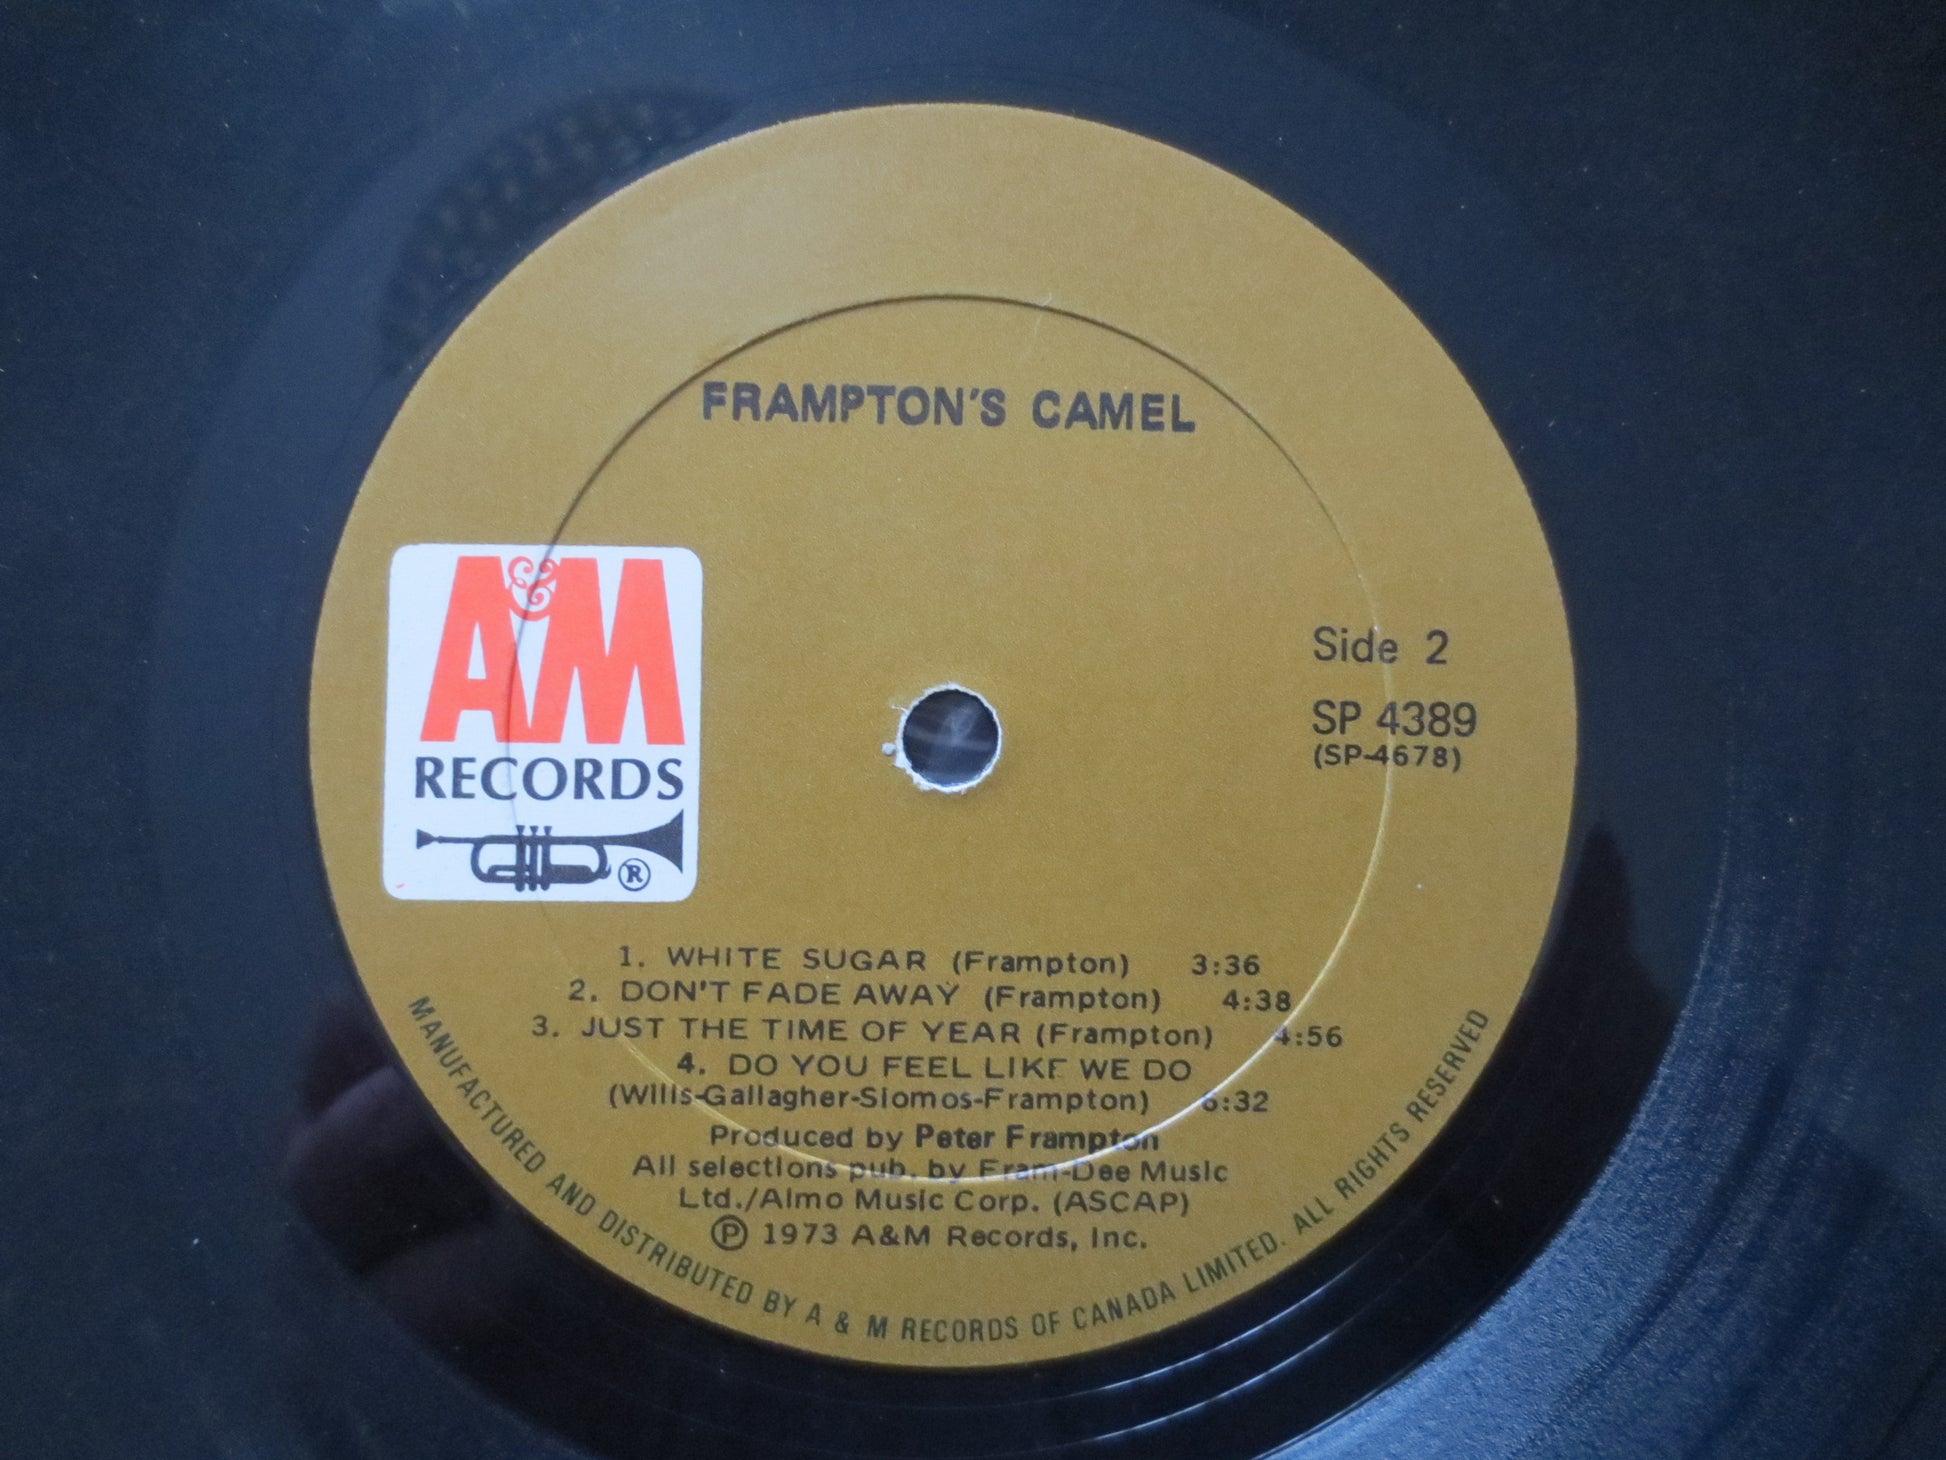 FRAMPTON'S CAMEL
A&M
RECORDS
®
Side 2
SP 4389
(SP-4678)
1. WHITE SUGAR (Frampton) 3:36
2. DON'T FADE AWAY (Frampton) 4:38
3. JUST THE TIME OF YEAR (Frampton) 4:56
4. DO YOU FEEL LIKE WE DO
(Wills-Gallagher-Siomos-Frampton) 6:32
Produced by Peter Frampton
All selections pub. by Fram-Dee Music
Ltd./Almo Music Corp. (ASCAP)
Ⓟ 1973 A&M Records, Inc.
MANUFACTURED AND DISTRIBUTED BY A & M RECORDS OF CANADA LIMITED. ALL RIGHTS RESERVED